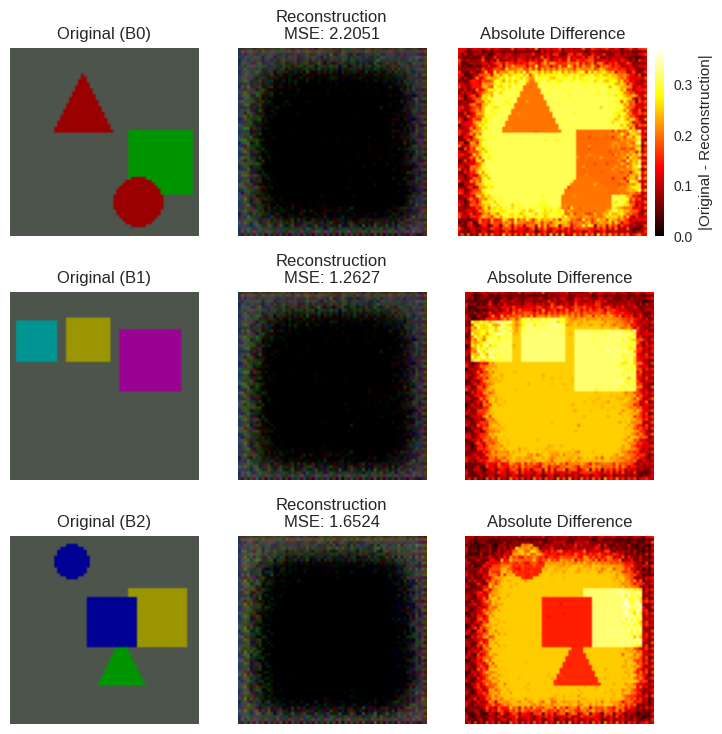 Original (B0)
Reconstruction
MSE: 2.2051
Absolute Difference
0.3
0.2
0.1
0.0
|Original - Reconstruction|
Original (B1)
Reconstruction
MSE: 1.2627
Absolute Difference
Original (B2)
Reconstruction
MSE: 1.6524
Absolute Difference